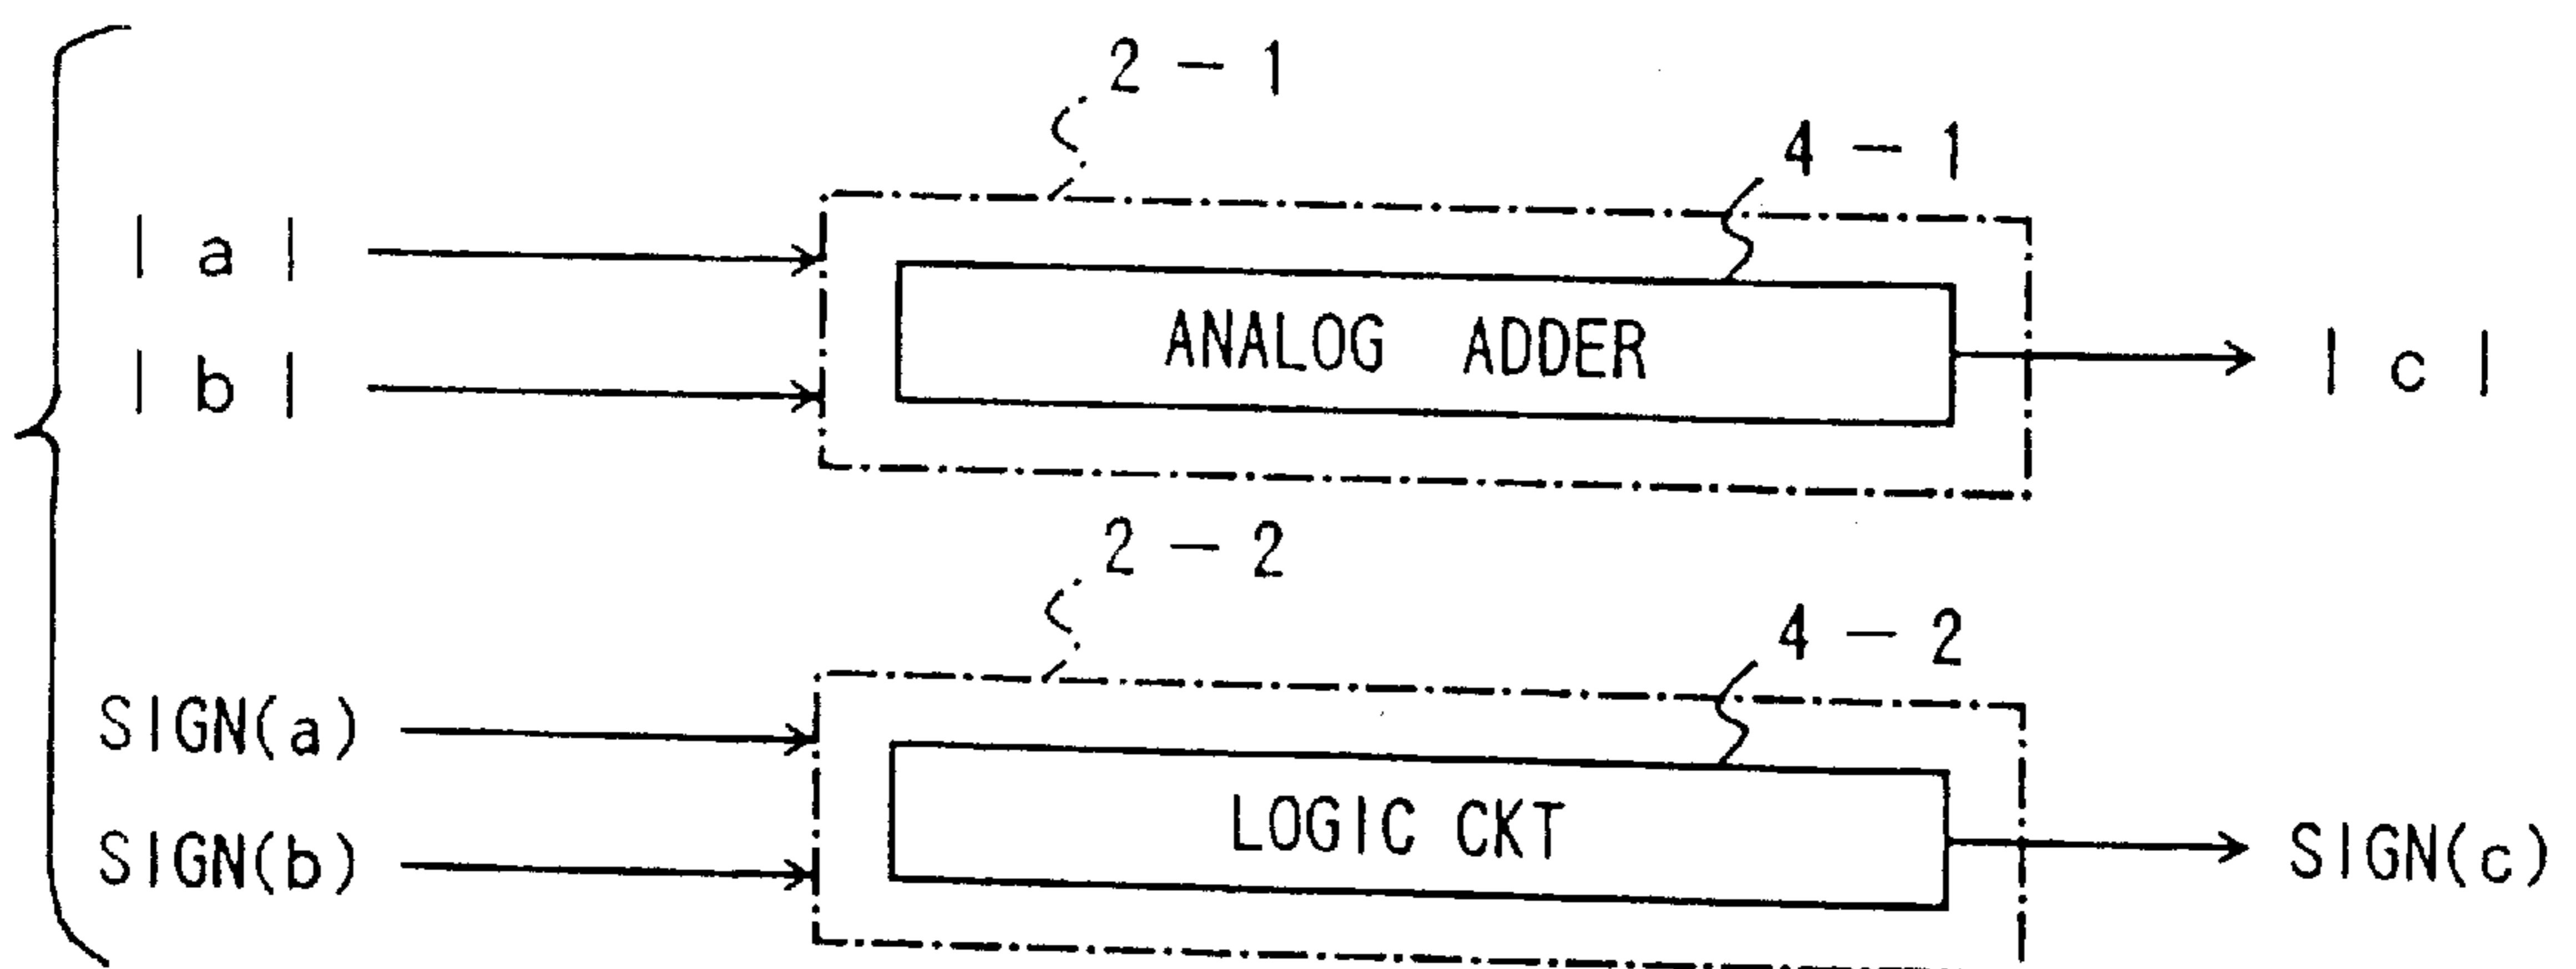 2 - 1
4 - 1
| a |
| b |
ANALOG ADDER
| c |
2 - 2
4 - 2
SIGN(a)
SIGN(b)
LOGIC CKT
SIGN(c)